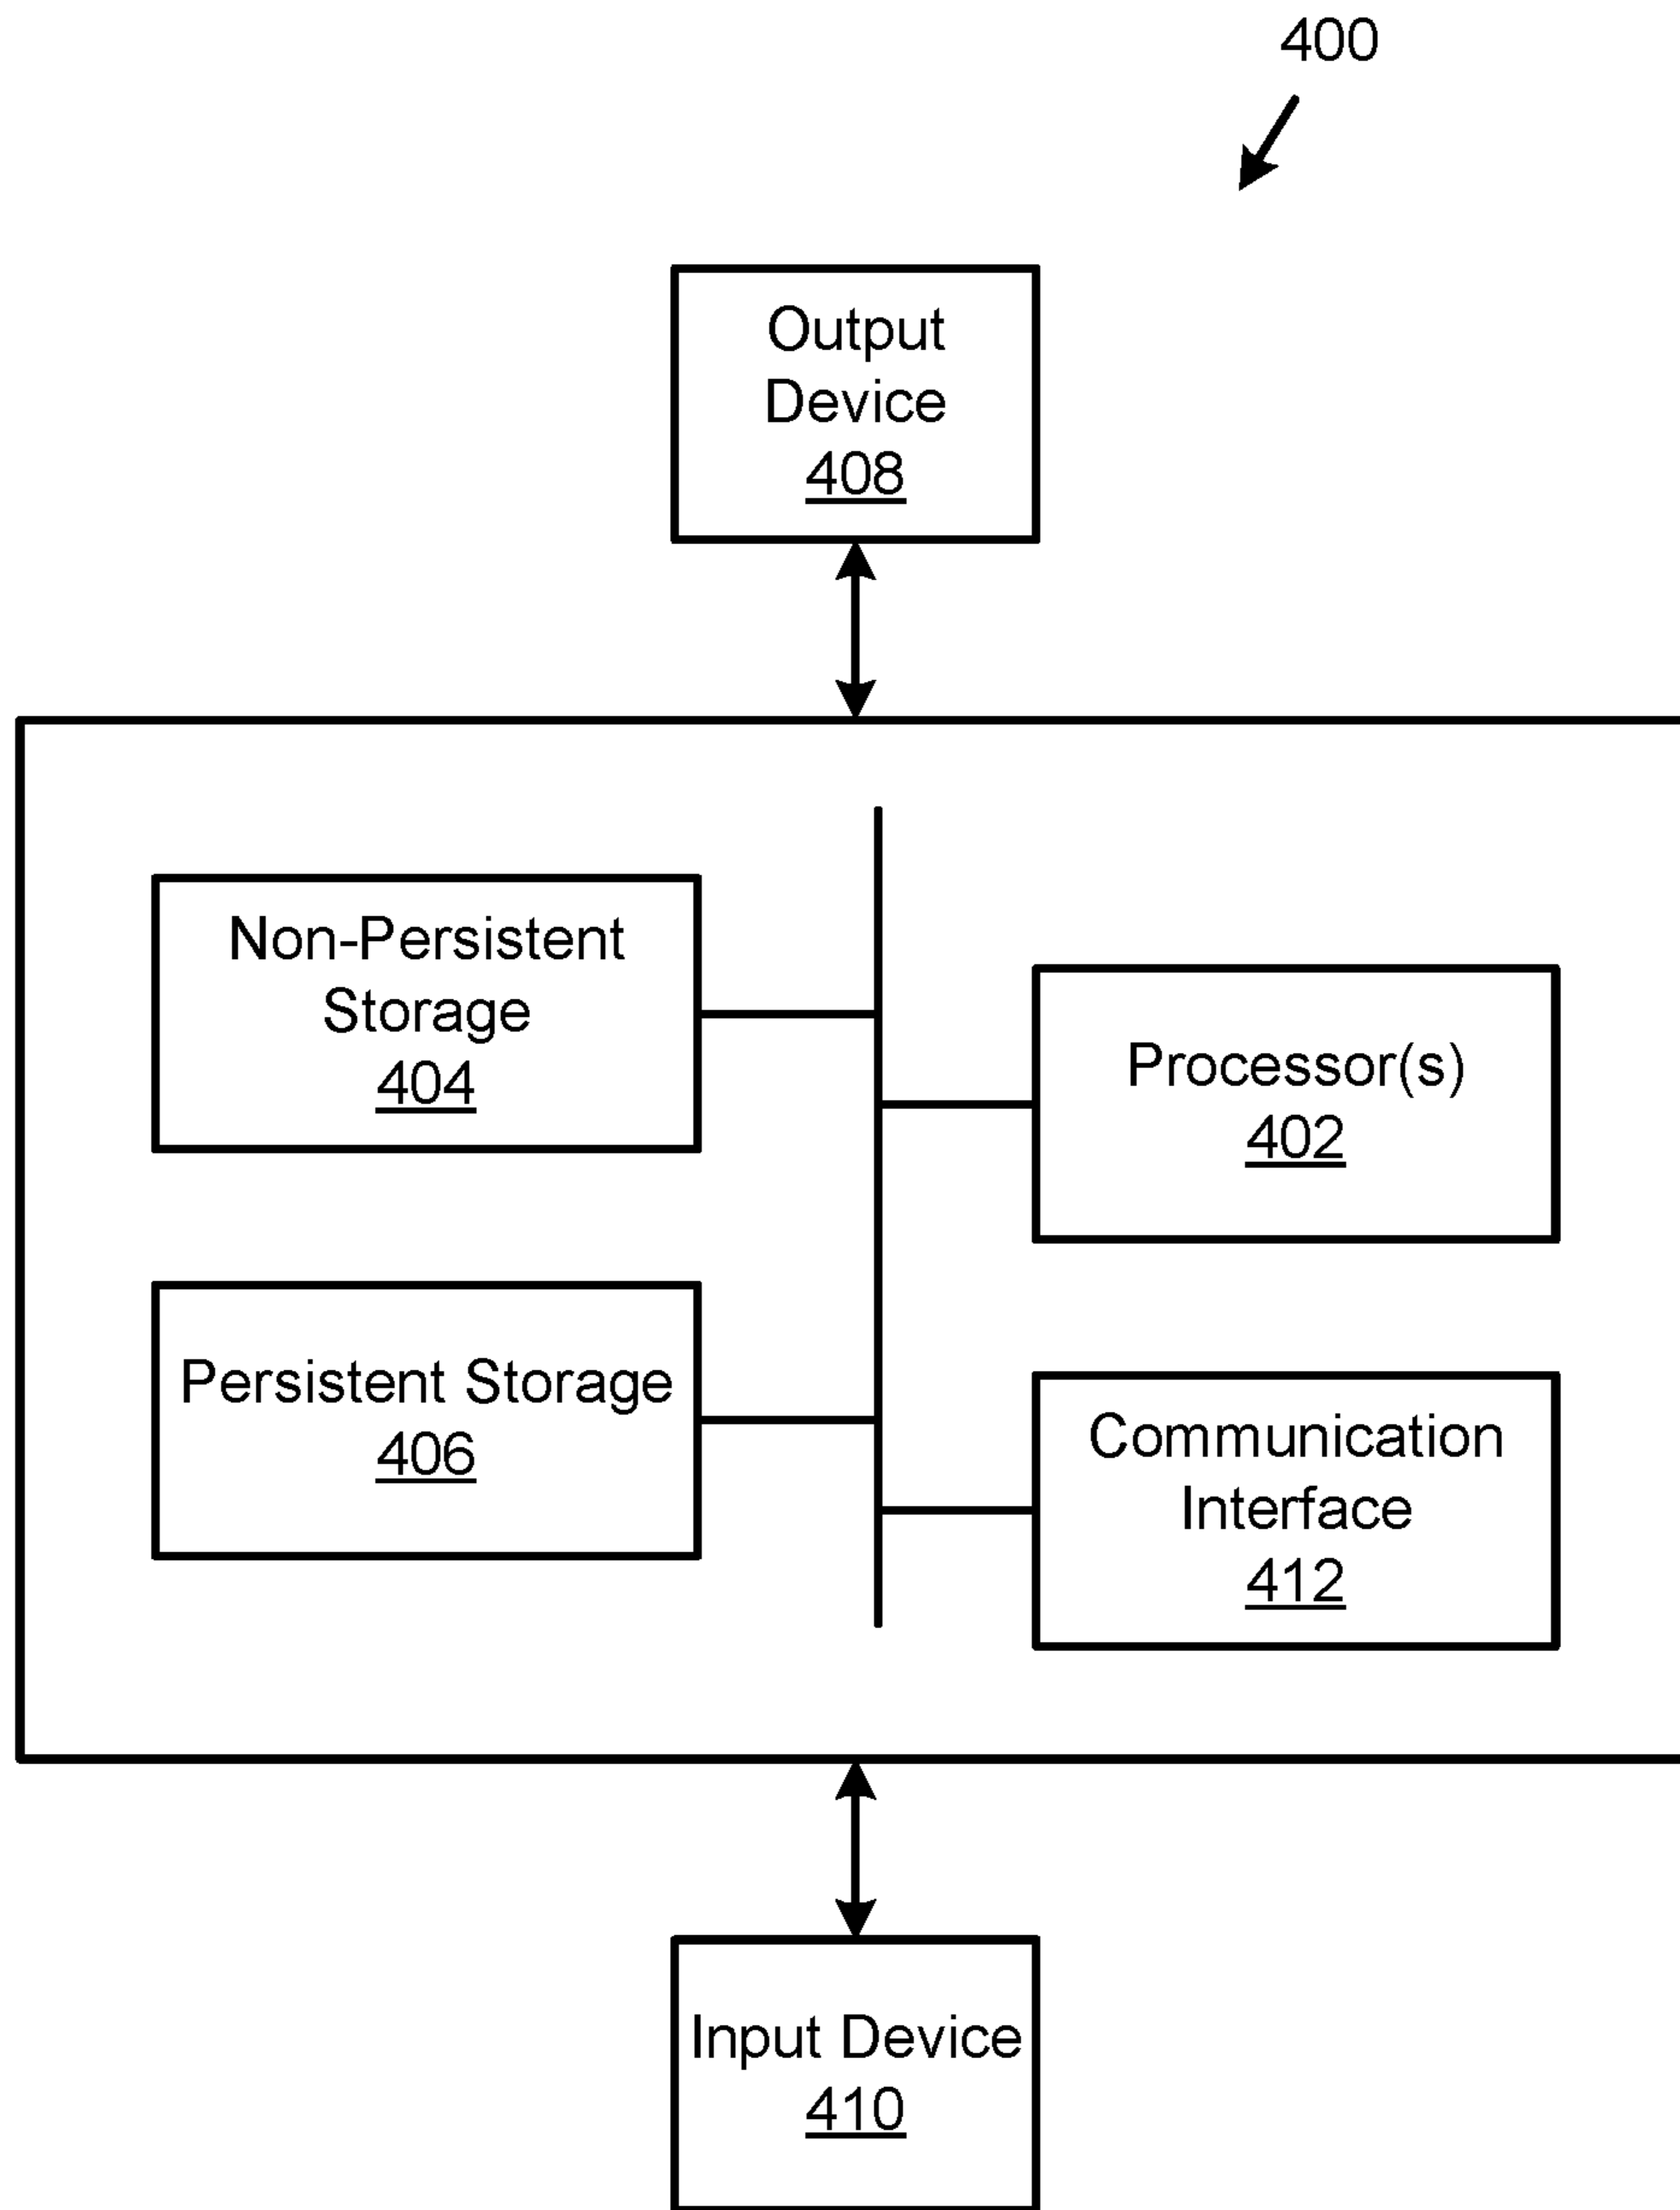 400
Output
Device
408
Non-Persistent
Storage
404
Processor(s)
402
Persistent Storage
406
Communication
Interface
412
Input Device
410